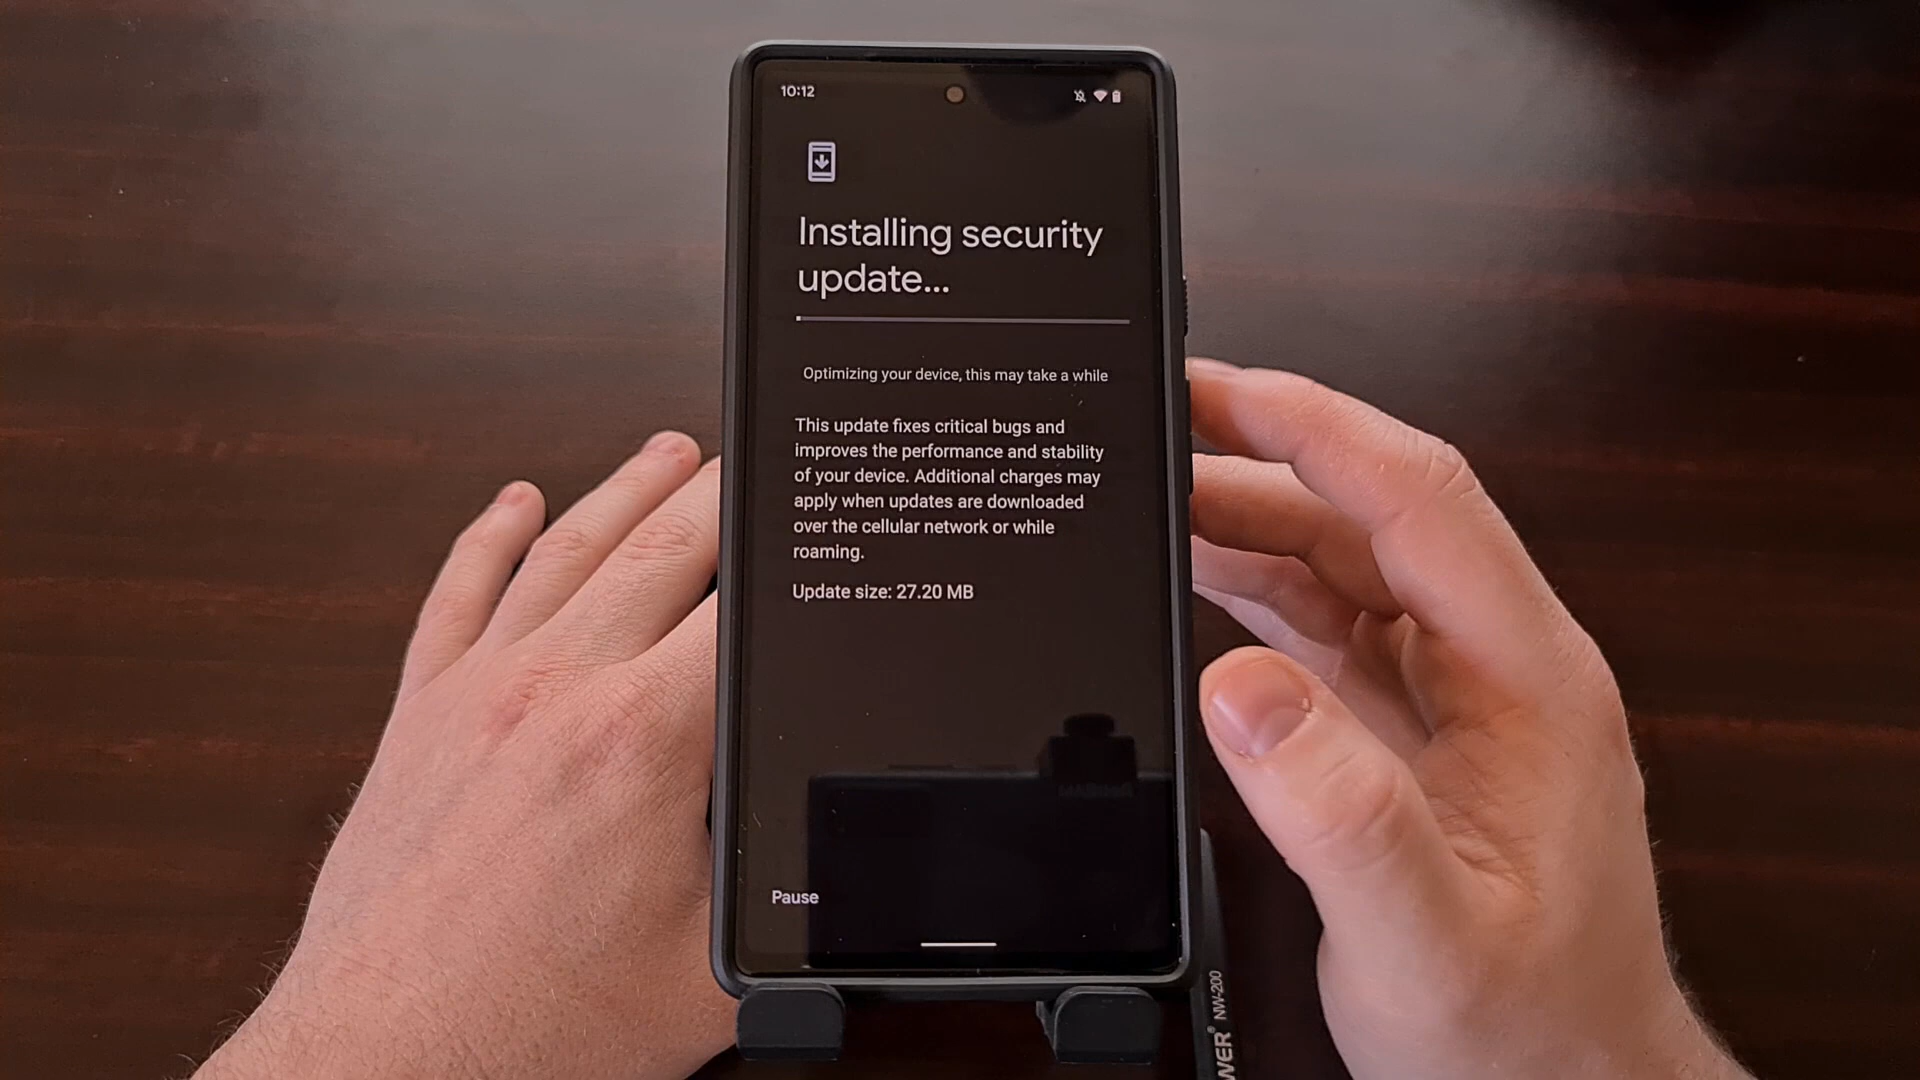 10:12
Installing security
update...
Optimizing your device, this may take a while
This update fixes critical bugs and
improves the performance and stability
of your device. Additional charges may
apply when updates are downloaded
over the cellular network or while
roaming.
Update size: 27.20 MB
Pause
WER® NW-200